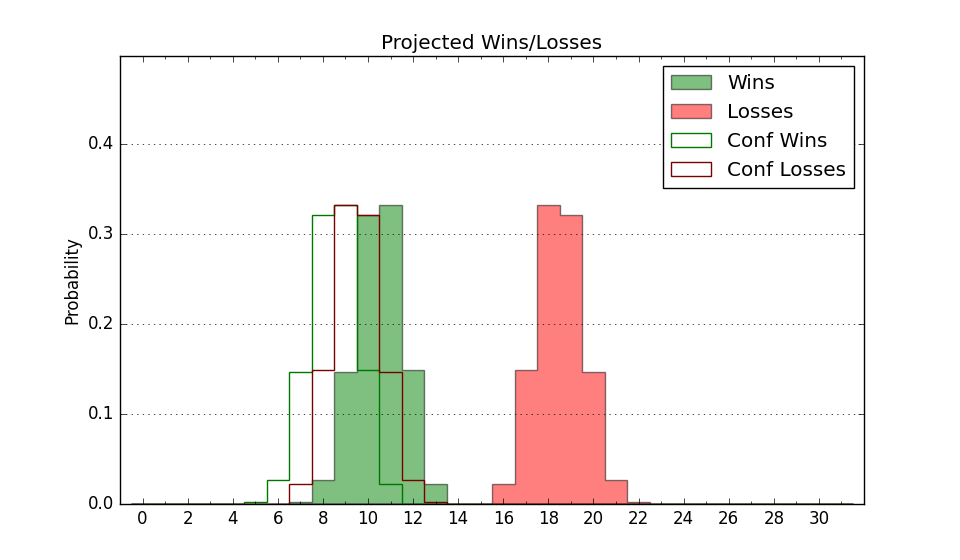 Projected Wins/Losses
Wins
Losses
Conf Wins
Conf Losses
Probability
0.4
0.3
0.2
0.1
0.0
0 2 4 6 8 10 12 14 16 18 20 22 24 26 28 30